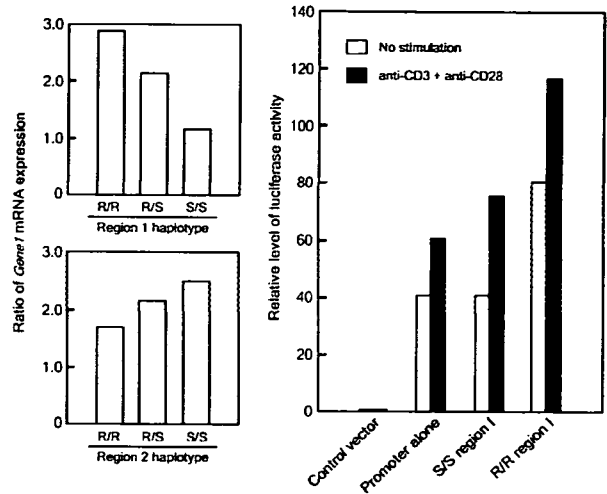 Ratio of Gene1 mRNA expression
3.0
2.0
1.0
0
R/R R/S S/S
Region 1 haplotype
3.0
2.0
1.0
0
R/R R/S S/S
Region 2 haplotype
Relative level of luciferase activity
140
120
100
80
60
40
20
0
No stimulation
anti-CD3 + anti-CD28
Control vector
Promoter alone
S/S region I
R/R region I